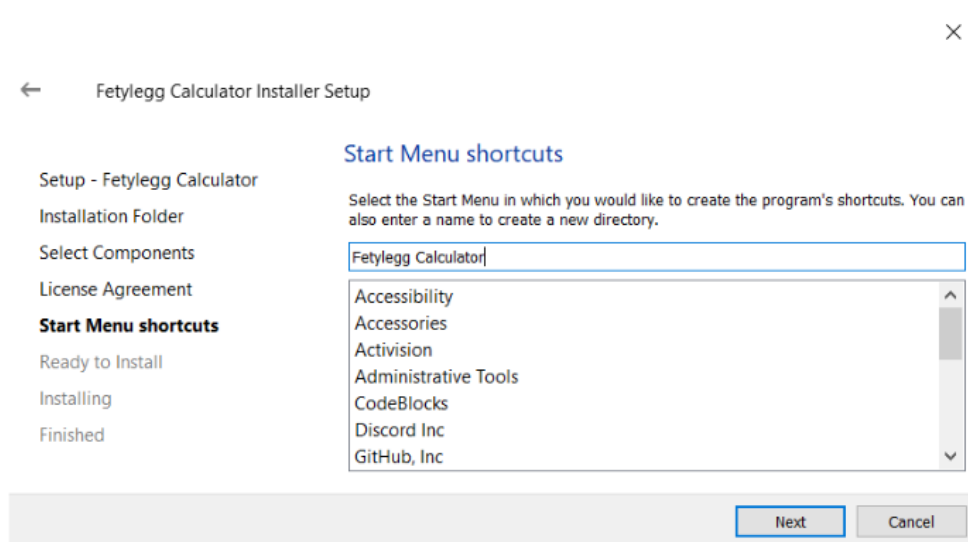 Fetylegg Calculator Installer Setup
Setup - Fetylegg Calculator
Installation Folder
Select Components
License Agreement
Start Menu shortcuts
Ready to Install
Installing
Finished
Start Menu shortcuts
Select the Start Menu in which you would like to create the program's shortcuts. You can
also enter a name to create a new directory.
Fetylegg Calculator
Accessibility
Accessories
Activision
Administrative Tools
CodeBlocks
Discord Inc
GitHub, Inc
Next
Cancel